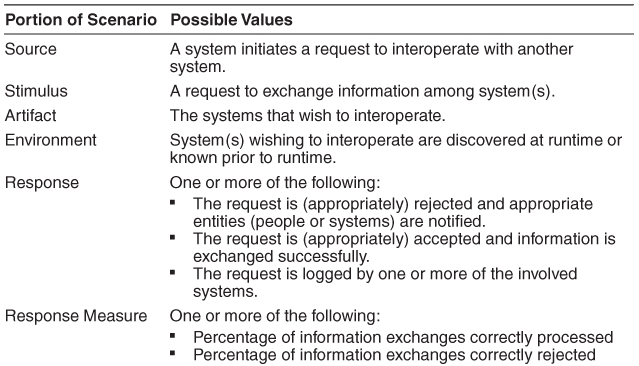 Portion of Scenario Possible Values
Source A system initiates a request to interoperate with another
system.
Stimulus A request to exchange information among system(s).
Artifact The systems that wish to interoperate.
Environment System(s) wishing to interoperate are discovered at runtime or
known prior to runtime.
Response One or more of the following:
▪ The request is (appropriately) rejected and appropriate
entities (people or systems) are notified.
▪ The request is (appropriately) accepted and information is
exchanged successfully.
▪ The request is logged by one or more of the involved
systems.
Response Measure One or more of the following:
▪ Percentage of information exchanges correctly processed
▪ Percentage of information exchanges correctly rejected